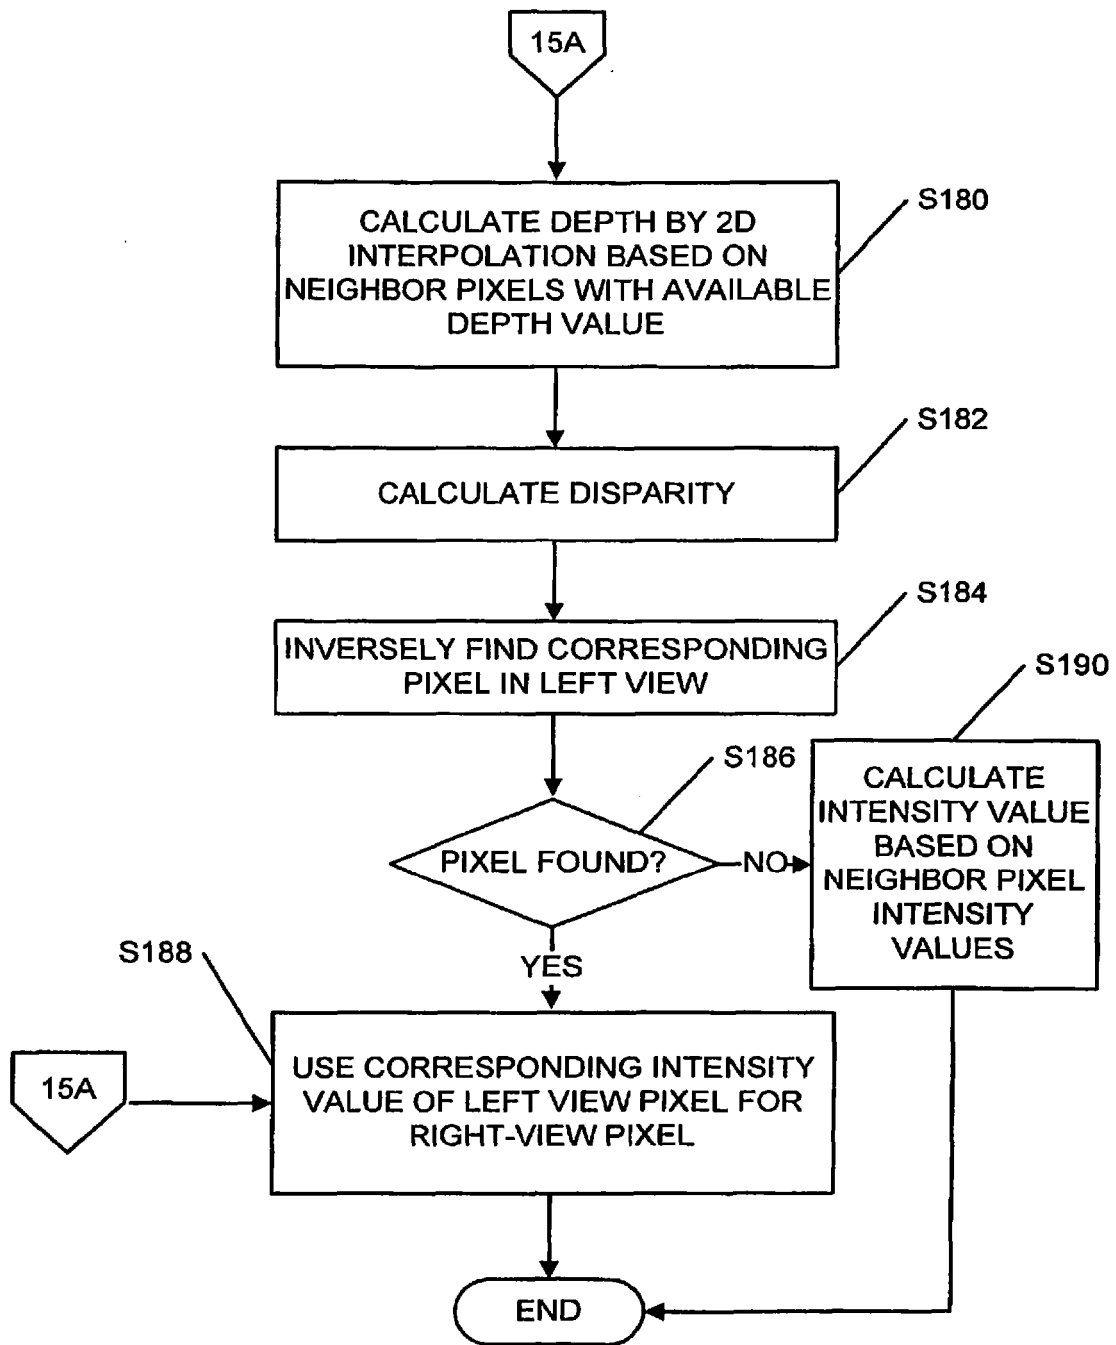 15A
CALCULATE DEPTH BY 2D
INTERPOLATION BASED ON
NEIGHBOR PIXELS WITH AVAILABLE
DEPTH VALUE
S180
CALCULATE DISPARITY
S182
INVERSELY FIND CORRESPONDING
PIXEL IN LEFT VIEW
S184
PIXEL FOUND?
S186
NO
CALCULATE
INTENSITY VALUE
BASED ON
NEIGHBOR PIXEL
INTENSITY
VALUES
S190
YES
S188
15A
USE CORRESPONDING INTENSITY
VALUE OF LEFT VIEW PIXEL FOR
RIGHT-VIEW PIXEL
END